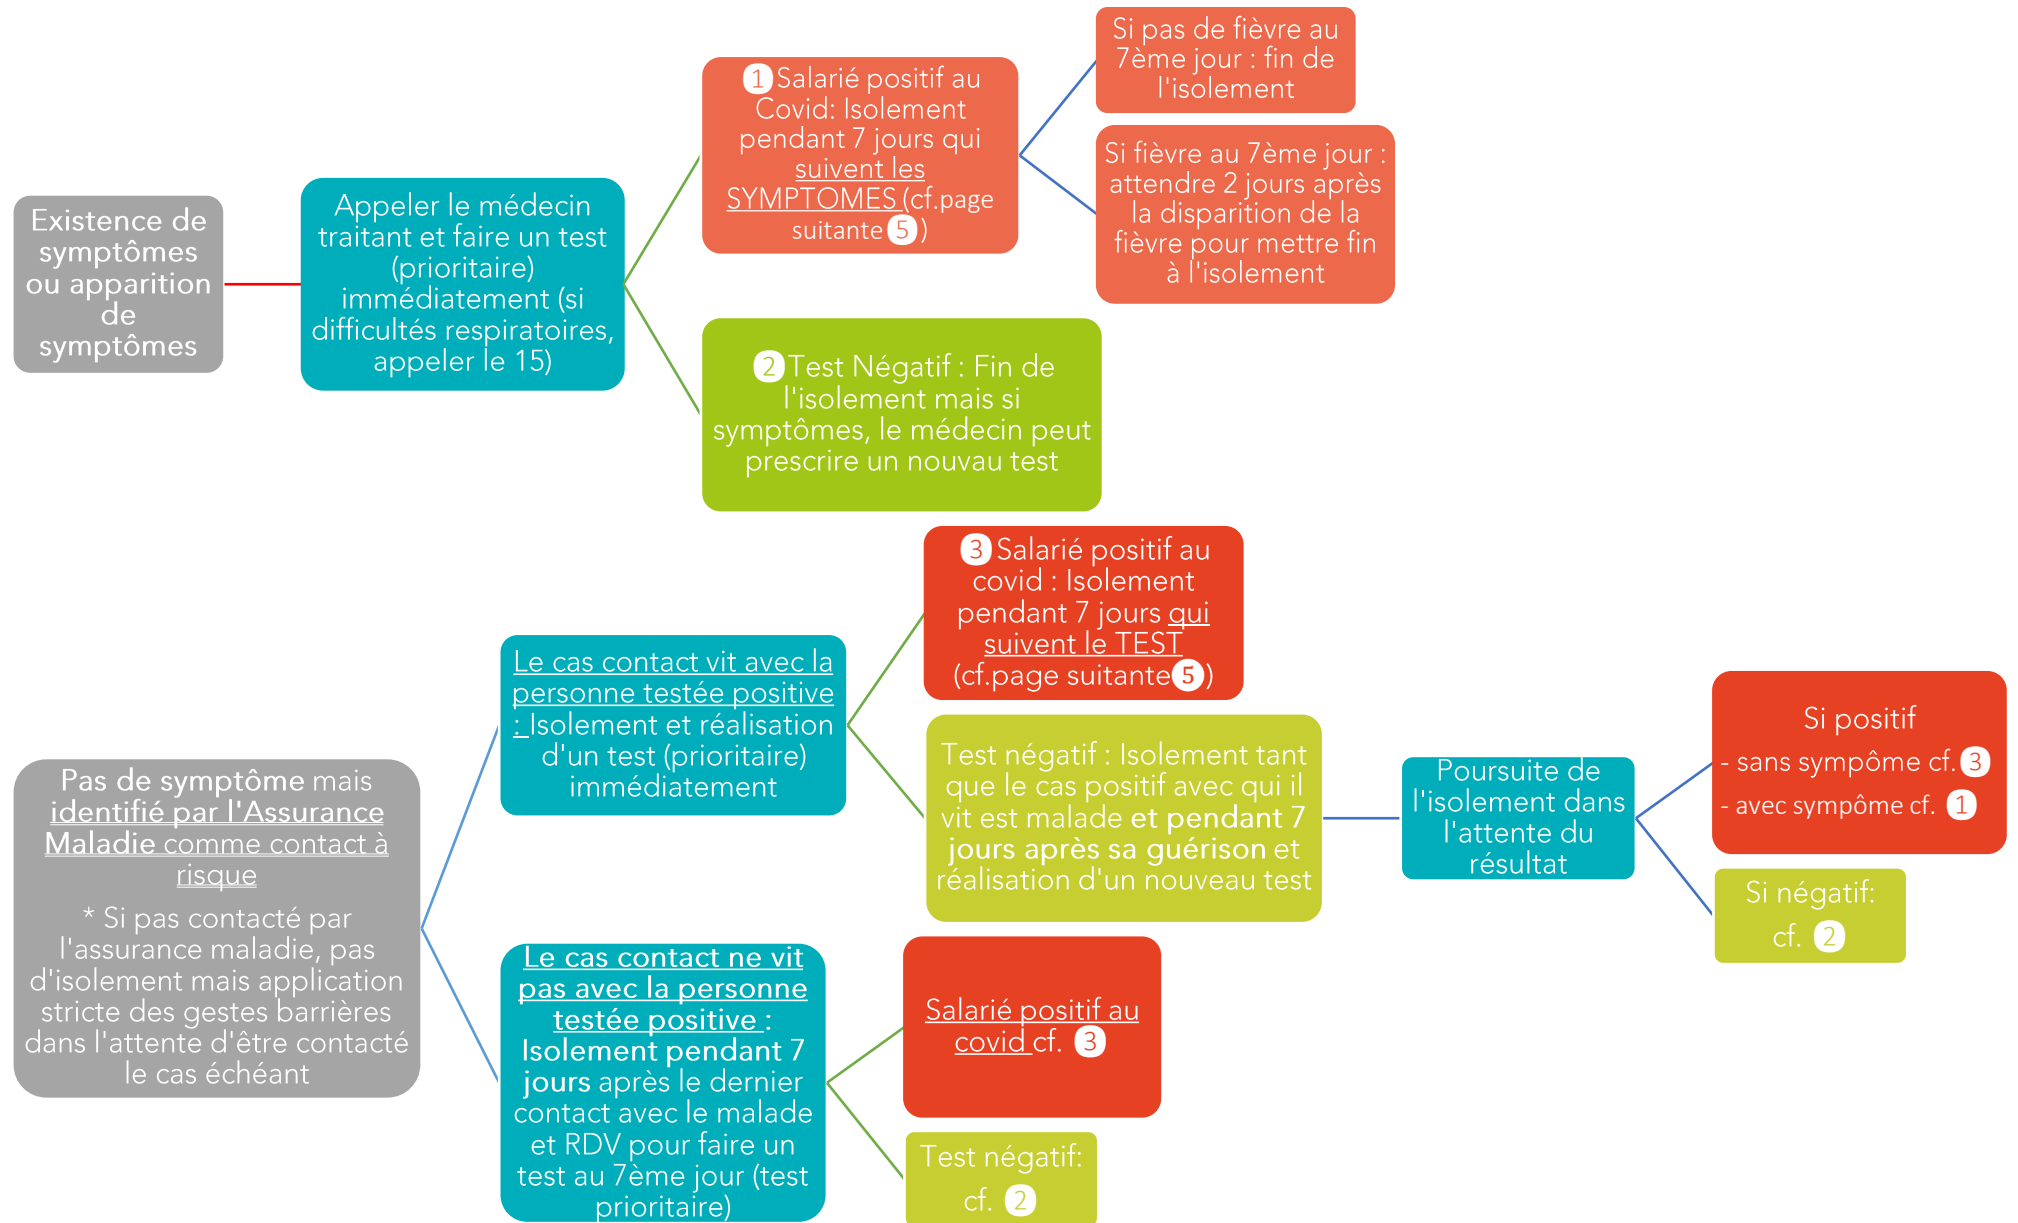 Existence de
symptômes
ou apparition
de
symptômes
Appeler le médecin
traitant et faire un test
(prioritaire)
immédiatement (si
difficultés respiratoires,
appeler le 15)
1 Salarié positif au
Covid: Isolement
pendant 7 jours qui
suivent les
SYMPTOMES (cf.page
suitante 5 )
Si pas de fièvre au
7ème jour : fin de
l'isolement
Si fièvre au 7ème jour :
attendre 2 jours après
la disparition de la
fièvre pour mettre fin
à l'isolement
2 Test Négatif : Fin de
l'isolement mais si
symptômes, le médecin peut
prescrire un nouvau test
Pas de symptôme mais
identifié par l'Assurance
Maladie comme contact à
risque
* Si pas contacté par
l'assurance maladie, pas
d'isolement mais application
stricte des gestes barrières
dans l'attente d'être contacté
le cas échéant
Le cas contact vit avec la
personne testée positive
: Isolement et réalisation
d'un test (prioritaire)
immédiatement
3 Salarié positif au
covid : Isolement
pendant 7 jours qui
suivent le TEST
(cf.page suitante 5 )
Test négatif : Isolement tant
que le cas positif avec qui il
vit est malade et pendant 7
jours après sa guérison et
réalisation d'un nouveau test
Poursuite de
l'isolement dans
l'attente du
résultat
Si positif
- sans sympôme cf. 3
- avec sympôme cf. 1
Si négatif:
cf. 2
Le cas contact ne vit
pas avec la personne
testée positive :
Isolement pendant 7
jours après le dernier
contact avec le malade
et RDV pour faire un
test au 7ème jour (test
prioritaire)
Salarié positif au
covid cf. 3
Test négatif:
cf. 2